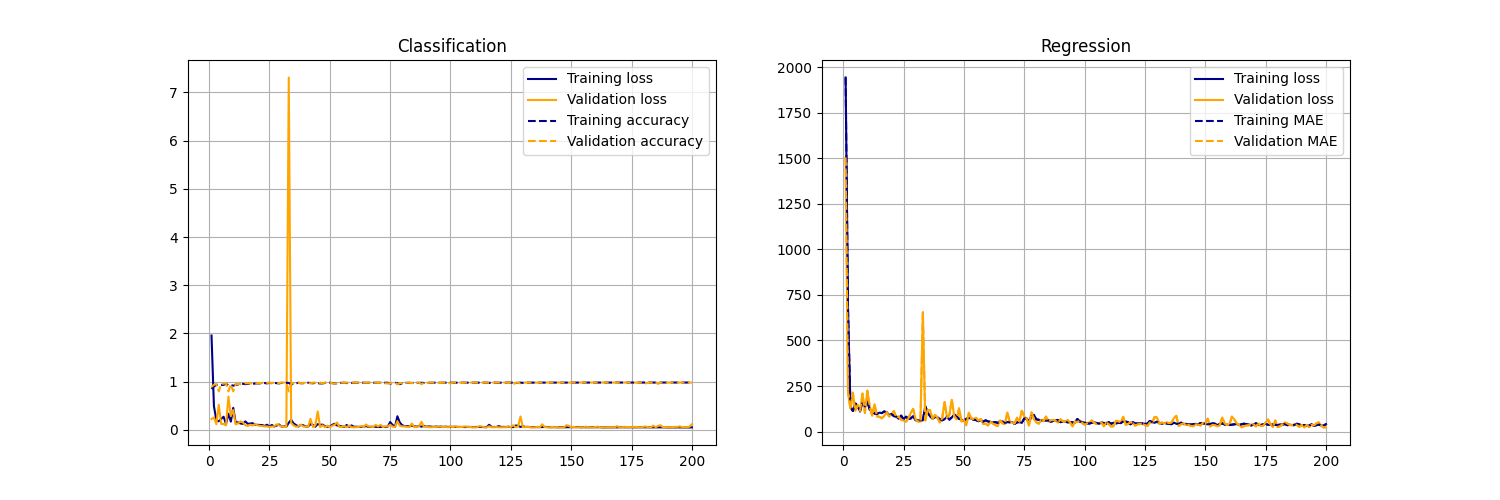 Classification
Training loss
Validation loss
Training accuracy
Validation accuracy
7
6
5
4
3
2
1
0
0 25 50 75 100 125 150 175 200
Regression
Training loss
Validation loss
Training MAE
Validation MAE
2000
1750
1500
1250
1000
750
500
250
0
0 25 50 75 100 125 150 175 200